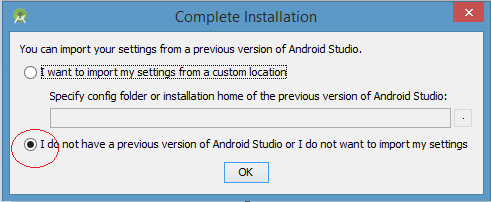 Complete Installation
You can import your settings from a previous version of Android Studio.
I want to import my settings from a custom location
Specify config folder or installation home of the previous version of Android Studio:
.
I do not have a previous version of Android Studio or I do not want to import my settings
OK